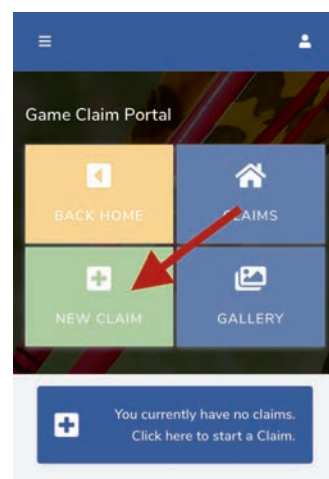 Game Claim Portal
BACK HOME
CLAIMS
NEW CLAIM
GALLERY
You currently have no claims.
Click here to start a Claim.